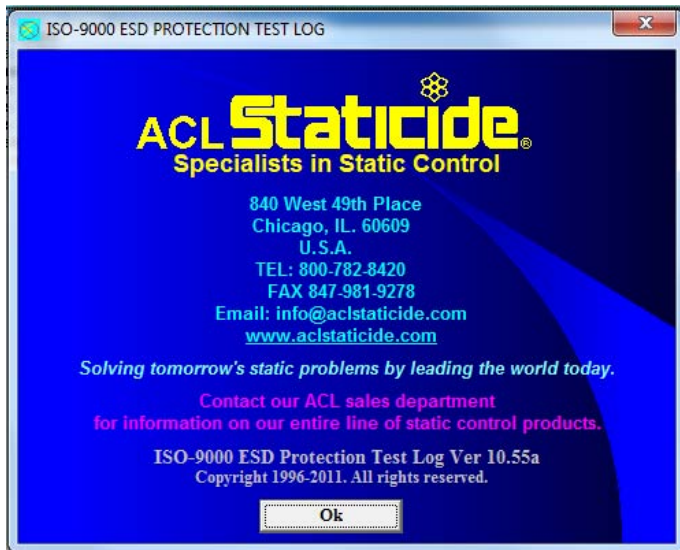 ISO-9000 ESD PROTECTION TEST LOG
X
ACL Staticide®
Specialists in Static Control
840 West 49th Place
Chicago, IL. 60609
U.S.A.
TEL: 800-782-8420
FAX 847-981-9278
Email: info@aclstaticide.com
www.aclstaticide.com
Solving tomorrow's static problems by leading the world today.
Contact our ACL sales department
for information on our entire line of static control products.
ISO-9000 ESD Protection Test Log Ver 10.55a
Copyright 1996-2011. All rights reserved.
Ok